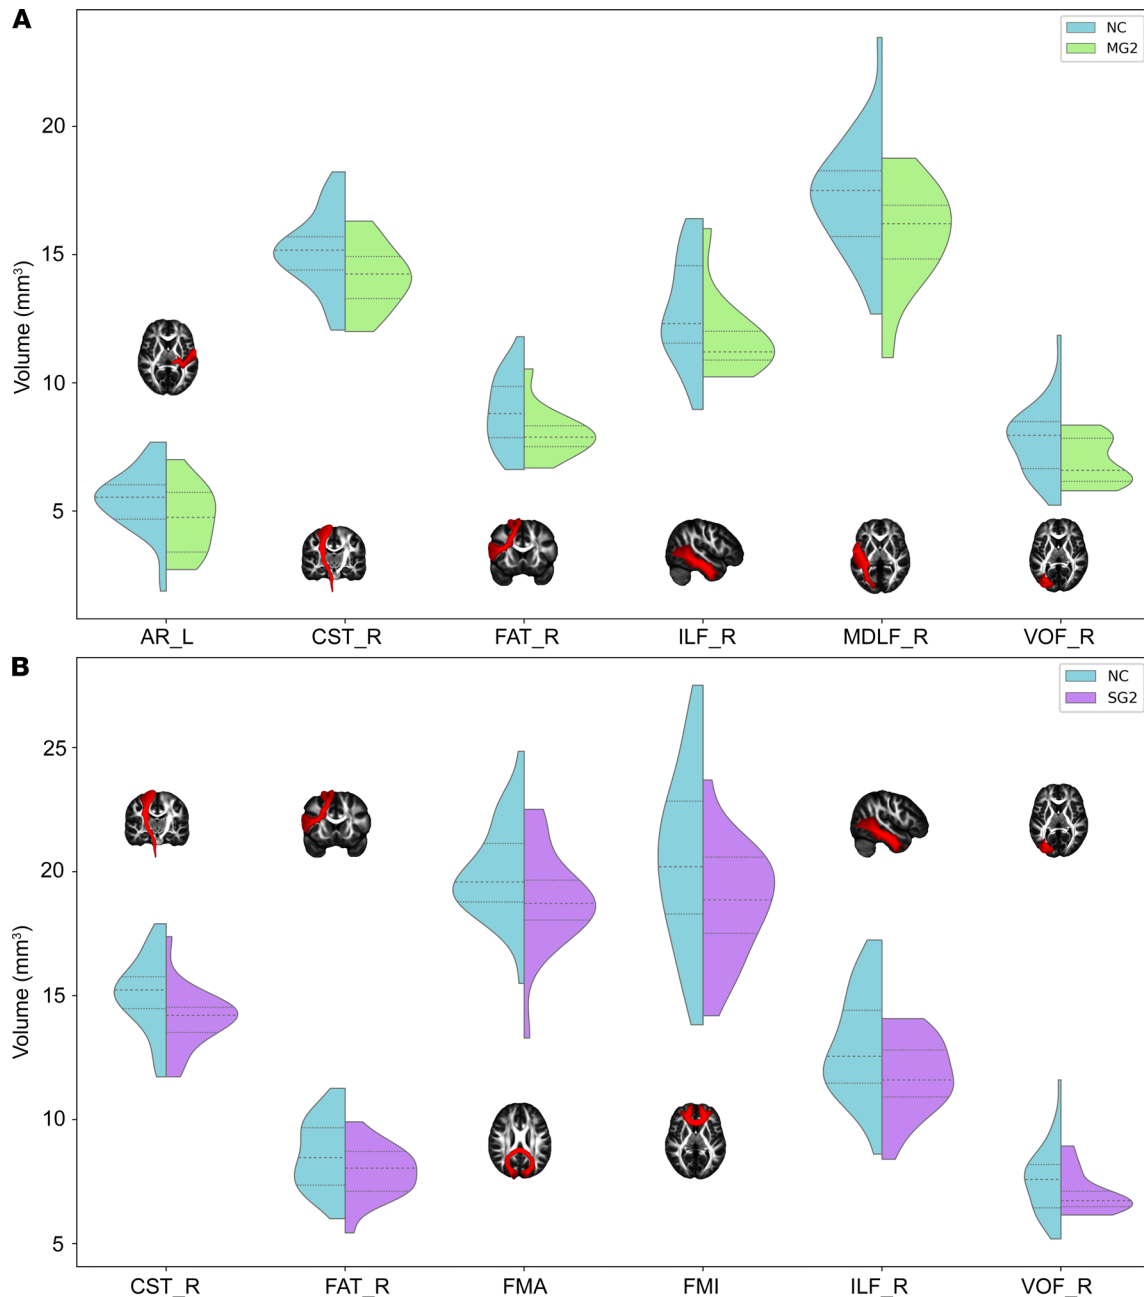 A
NC
MG2
20
15
10
5
Volume (mm³)
AR_L CST_R FAT_R ILF_R MDLF_R VOF_R
B
NC
SG2
25
20
15
10
5
Volume (mm³)
CST_R FAT_R FMA FMI ILF_R VOF_R